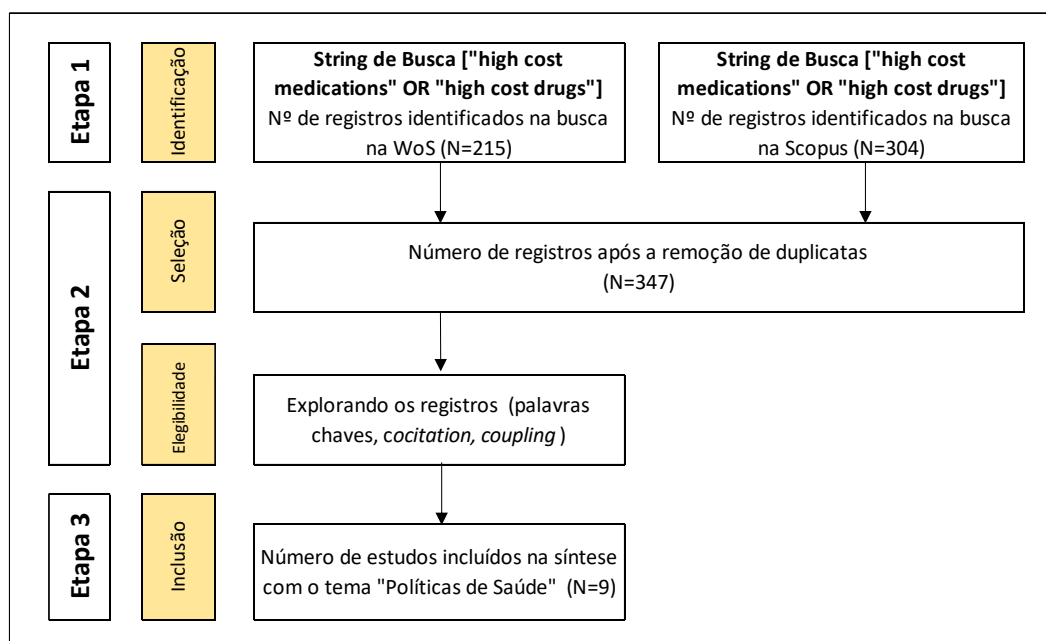 Etapa 1
Identificação
String de Busca ["high cost
medications" OR "high cost drugs"]
Nº de registros identificados na busca
na WoS (N=215)
String de Busca ["high cost
medications" OR "high cost drugs"]
Nº de registros identificados na busca
na Scopus (N=304)
Etapa 2
Seleção
Número de registros após a remoção de duplicatas
(N=347)
Elegibilidade
Explorando os registros (palavras
chaves, cocitation, coupling )
Etapa 3
Inclusão
Número de estudos incluídos na síntese
com o tema "Políticas de Saúde" (N=9)